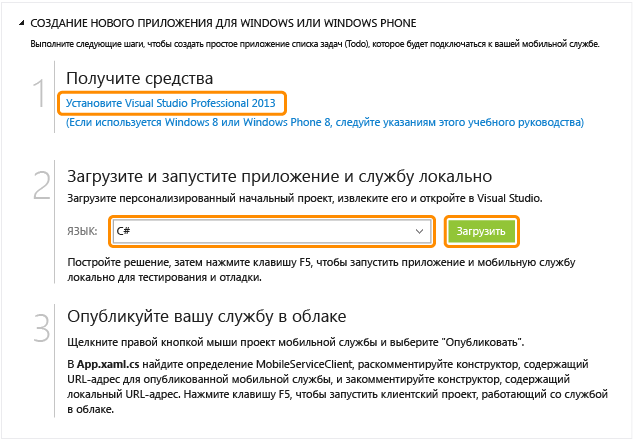 СОЗДАНИЕ НОВОГО ПРИЛОЖЕНИЯ ДЛЯ WINDOWS ИЛИ WINDOWS PHONE
Выполните следующие шаги, чтобы создать простое приложение списка задач (Todo), которое будет подключаться к вашей мобильной службе.
1
Получите средства
Установите Visual Studio Professional 2013
(Если используется Windows 8 или Windows Phone 8, следуйте указаниям этого учебного руководства)
2
Загрузите и запустите приложение и службу локально
Загрузите персонализированный начальный проект, извлеките его и откройте в Visual Studio.
ЯЗЫК: C# Загрузить
Постройте решение, затем нажмите клавишу F5, чтобы запустить приложение и мобильную службу
локально для тестирования и отладки.
3
Опубликуйте вашу службу в облаке
Щелкните правой кнопкой мыши проект мобильной службы и выберите "Опубликовать".
В App.xaml.cs найдите определение MobileServiceClient, раскомментируйте конструктор, содержащий
URL-адрес для опубликованной мобильной службы, и закомментируйте конструктор, содержащий
локальный URL-адрес. Нажмите клавишу F5, чтобы запустить клиентский проект, работающий со службой
в облаке.